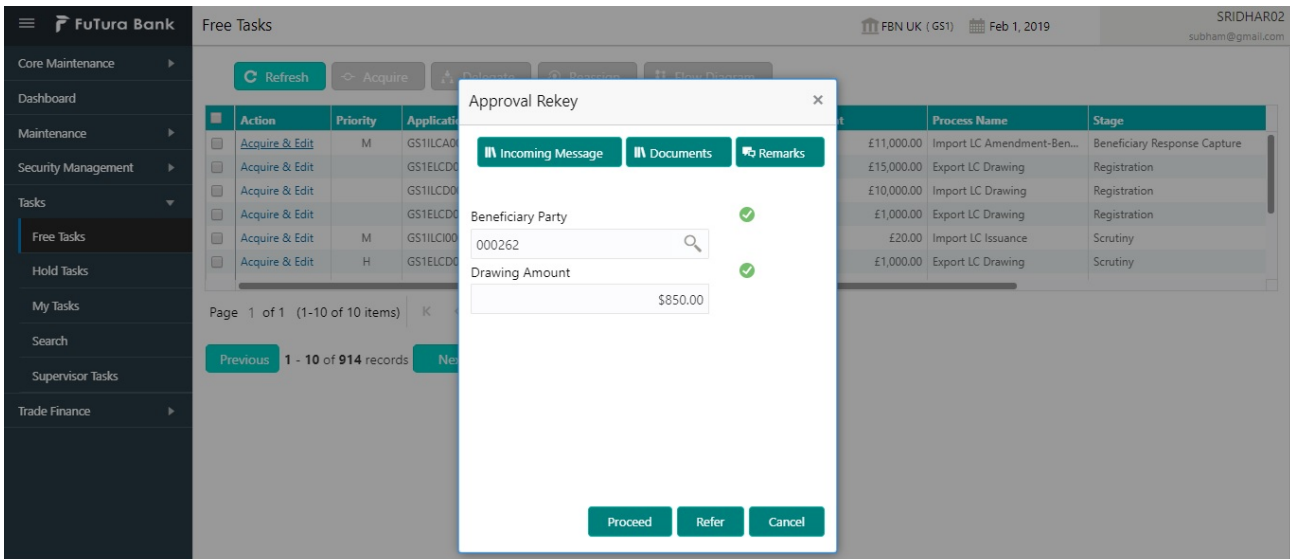 FuTura Bank
Free Tasks
FBN UK ( GS1)
Feb 1, 2019
SRIDHAR02
subham@gmail.com
Core Maintenance
Dashboard
Maintenance
Security Management
Tasks
Free Tasks
Hold Tasks
My Tasks
Search
Supervisor Tasks
Trade Finance
Refresh Acquire Delegate Reassign Flow Diagram
Action Priority Process Name Stage
Acquire & Edit M £11,000.00 Import LC Amendment-Ben... Beneficiary Response Capture
Acquire & Edit £15,000.00 Export LC Drawing Registration
Acquire & Edit £10,000.00 Import LC Drawing Registration
Acquire & Edit £1,000.00 Export LC Drawing Registration
Acquire & Edit M £20.00 Import LC Issuance Scrutiny
Acquire & Edit H £1,000.00 Export LC Drawing Scrutiny
Page 1 of 1 (1-10 of 10 items)
Previous 1 - 10 of 914 records
Approval Rekey
Incoming Message Documents Remarks
Beneficiary Party
000262
Drawing Amount
$850.00
Proceed Refer Cancel